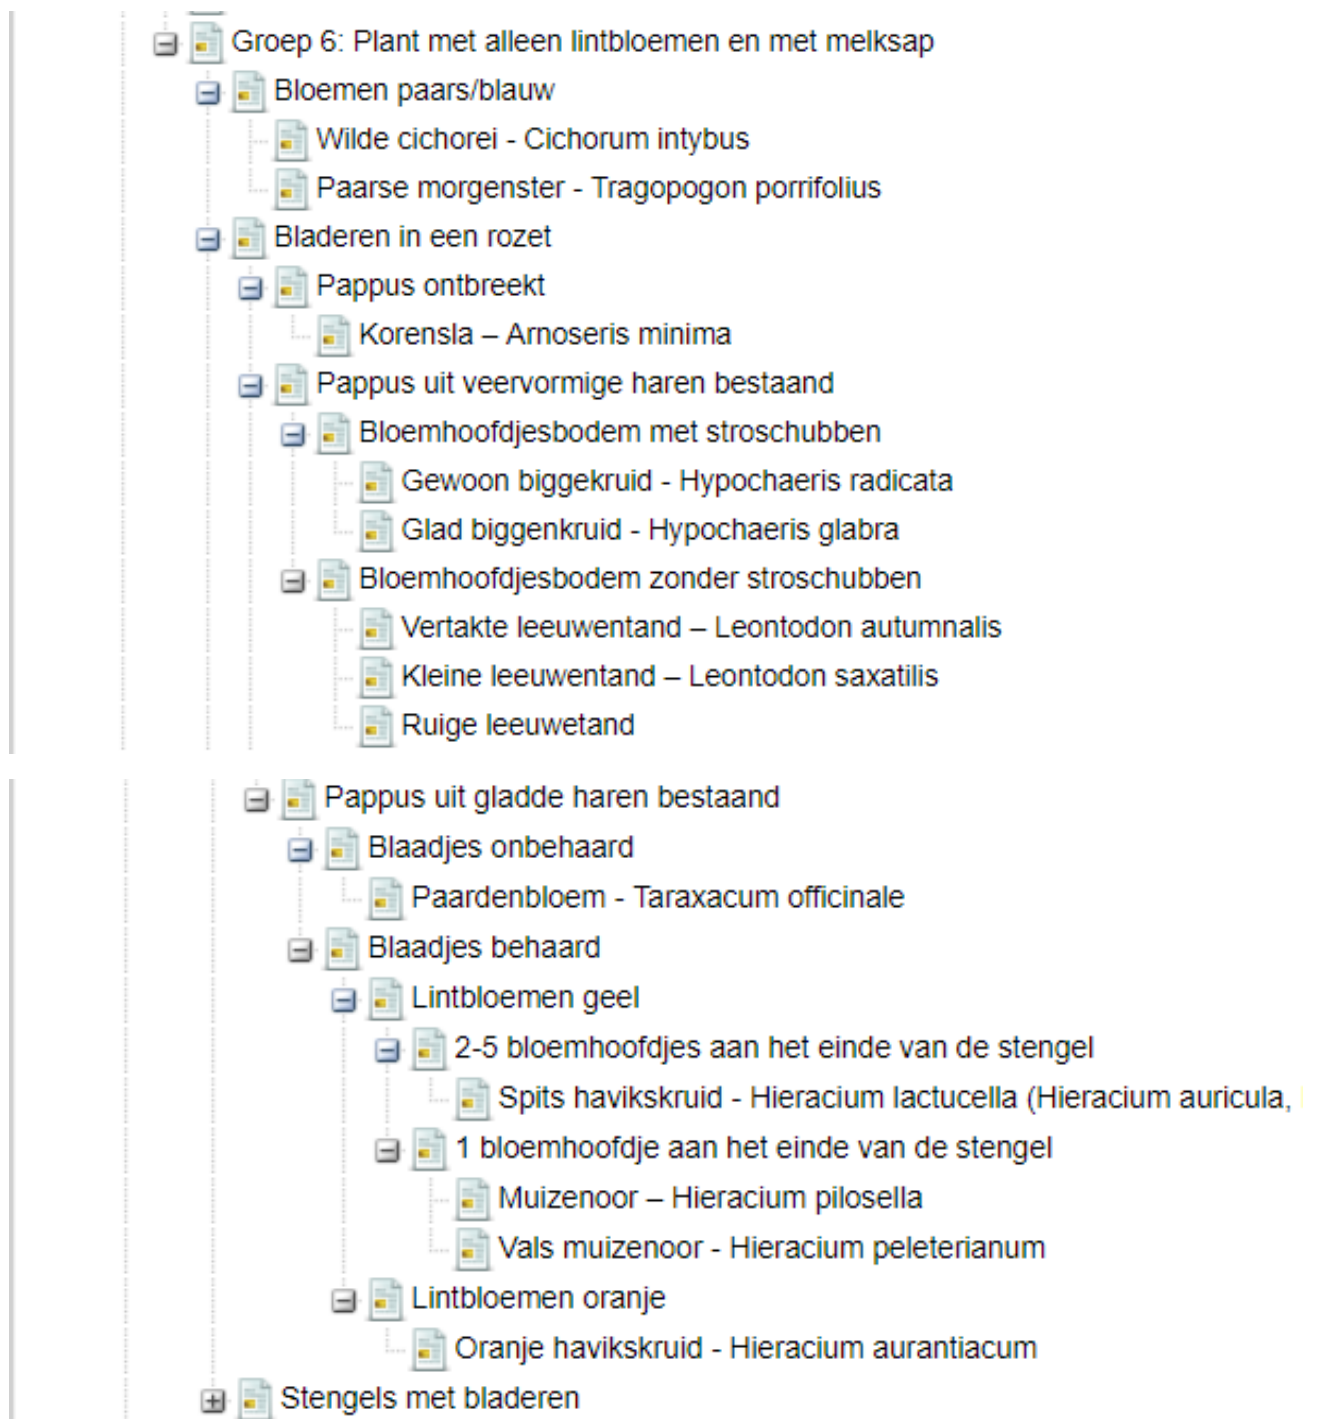 Groep 6: Plant met alleen lintbloemen en met melksap
Bloemen paars/blauw
Wilde cichorei - Cichorum intybus
Paarse morgenster - Tragopogon porrifolius
Bladeren in een rozet
Pappus ontbreekt
Korensla – Arnoseris minima
Pappus uit veervormige haren bestaand
Bloemhoofdjesbodem met stroschubben
Gewoon biggekruid - Hypochaeris radicata
Glad biggenkruid - Hypochaeris glabra
Bloemhoofdjesbodem zonder stroschubben
Vertakte leeuwentand – Leontodon autumnalis
Kleine leeuwentand – Leontodon saxatilis
Ruige leeuwetand
Pappus uit gladde haren bestaand
Blaadjes onbehaard
Paardenbloem - Taraxacum officinale
Blaadjes behaard
Lintbloemen geel
2-5 bloemhoofdjes aan het einde van de stengel
Spits havikskruid - Hieracium lactucella (Hieracium auricula,
1 bloemhoofdje aan het einde van de stengel
Muizenoor – Hieracium pilosella
Vals muizenoor - Hieracium peleterianum
Lintbloemen oranje
Oranje havikskruid - Hieracium aurantiacum
Stengels met bladeren